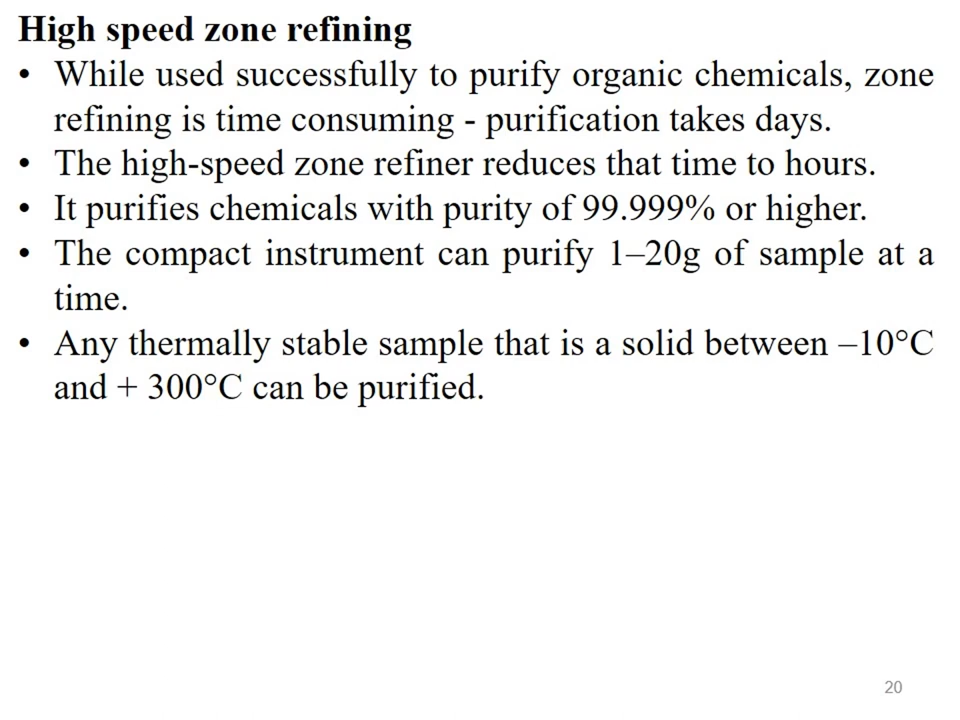 High speed zone refining
• While used successfully to purify organic chemicals, zone
refining is time consuming - purification takes days.
• The high-speed zone refiner reduces that time to hours.
• It purifies chemicals with purity of 99.999% or higher.
• The compact instrument can purify 1–20g of sample at a
time.
• Any thermally stable sample that is a solid between –10°C
and + 300°C can be purified.
20